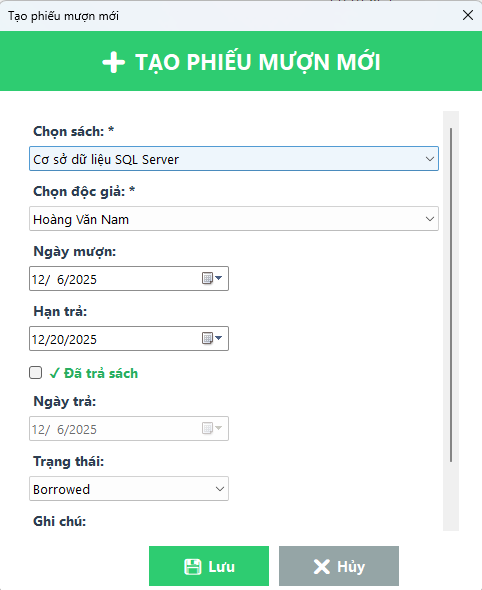 Tạo phiếu mượn mới
TẠO PHIẾU MƯỢN MỚI
Chọn sách: *
Cơ sở dữ liệu SQL Server
Chọn độc giả: *
Hoàng Văn Nam
Ngày mượn:
12/ 6/2025
Hạn trả:
12/20/2025
✓ Đã trả sách
Ngày trả:
12/ 6/2025
Trạng thái:
Borrowed
Ghi chú:
Lưu
Hủy